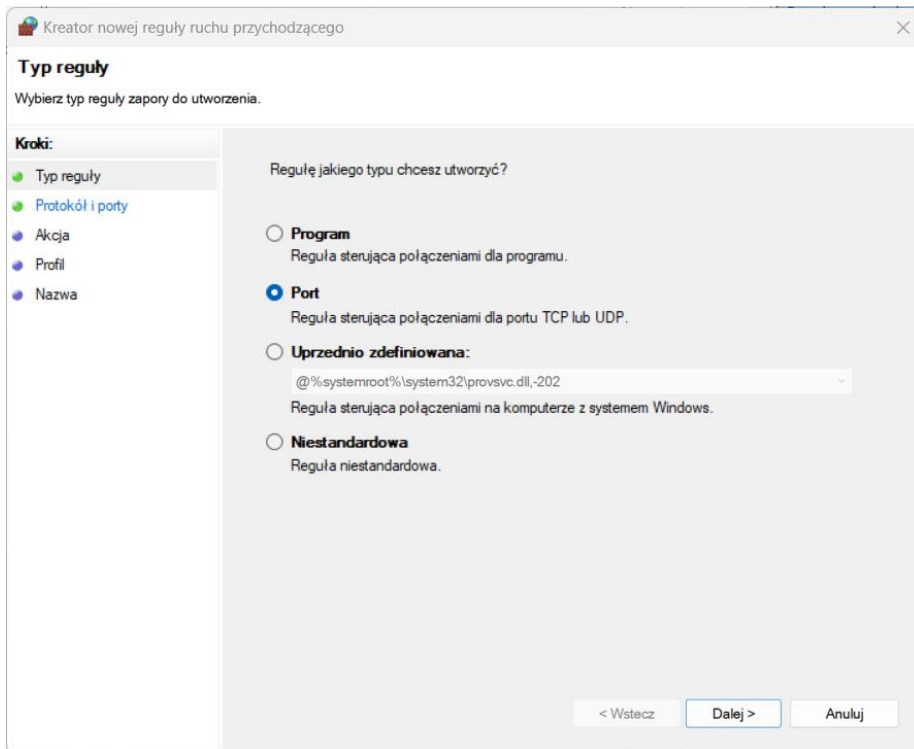 Kreator nowej reguły ruchu przychodzącego
Typ reguły
Wybierz typ reguły zapory do utworzenia.
Kroki:
Typ reguły
Protokół i porty
Akcja
Profil
Nazwa
Regułę jakiego typu chcesz utworzyć?
Program
Reguła sterująca połączeniami dla programu.
Port
Reguła sterująca połączeniami dla portu TCP lub UDP.
Uprzednio zdefiniowana:
@%systemroot%\system32\provsvc.dll,-202
Reguła sterująca połączeniami na komputerze z systemem Windows.
Niestandardowa
Reguła niestandardowa.
< Wstecz
Dalej >
Anuluj